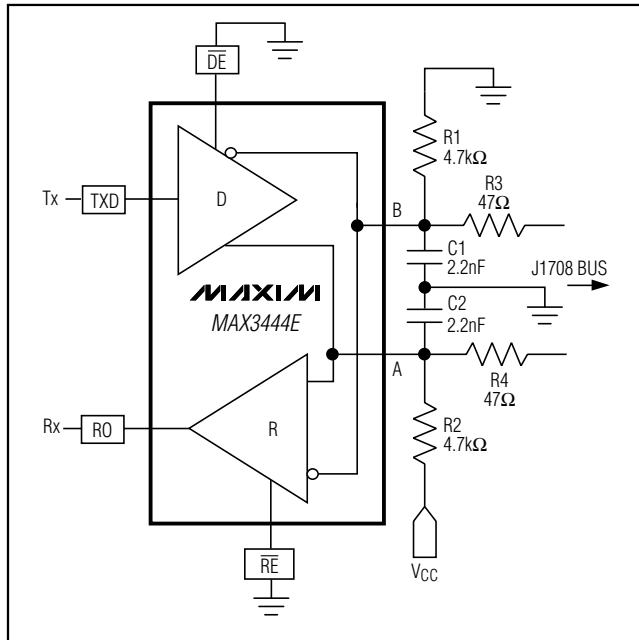 DE
R1
4.7kΩ
Tx
TXD
D
B
R3
47Ω
C1
2.2nF
J1708 BUS
MAXIM
MAX3444E
C2
2.2nF
A
R4
47Ω
Rx
RO
R
R2
4.7kΩ
RE
VCC